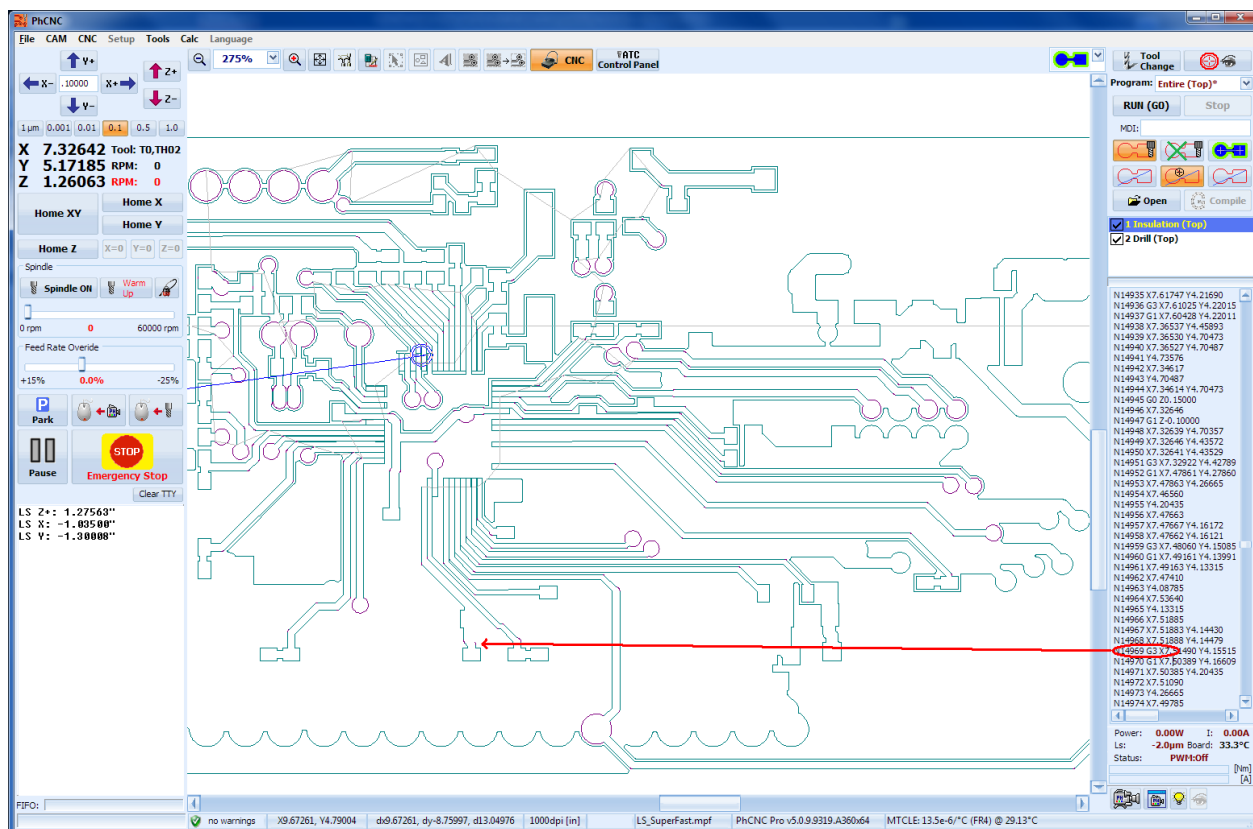 PhCNC
File CAM CNC Setup Tools Calc Language
Y+
X- .10000 X+
Y-
Z+
Z-
1µm 0.001 0.01 0.1 0.5 1.0
X 7.32642 Tool: T0,TH02
Y 5.17185 RPM: 0
Z 1.26063 RPM: 0
Home XY
Home X
Home Y
Home Z X=0 Y=0 Z=0
Spindle
Spindle ON Warm Up
0 rpm 0 60000 rpm
Feed Rate Overide
+15% 0.0% -25%
P Park
Pause
STOP
Emergency Stop
Clear TTY
LS Z+: 1.27563"
LS X: -1.03500"
LS Y: -1.30008"
FIFO:
275%
CNC
ATC
Control Panel
Tool Change
Program: Entire (Top)*
RUN (G0) Stop
MDI:
Open Compile
1 Insulation (Top)
2 Drill (Top)
N14935 X7.61747 Y4.21690
N14936 G3 X7.61025 Y4.22015
N14937 G1 X7.60428 Y4.22011
N14938 X7.36537 Y4.45893
N14939 X7.36530 Y4.70473
N14940 X7.36527 Y4.70487
N14941 Y4.73576
N14942 X7.34617
N14943 Y4.70487
N14944 X7.34614 Y4.70473
N14945 G0 Z0.15000
N14946 X7.32646
N14947 G1 Z-0.10000
N14948 X7.32639 Y4.70357
N14949 X7.32646 Y4.43572
N14950 X7.32641 Y4.43529
N14951 G3 X7.32922 Y4.42789
N14952 G1 X7.47861 Y4.27860
N14953 X7.47863 Y4.26665
N14954 X7.46560
N14955 Y4.20435
N14956 X7.47663
N14957 X7.47667 Y4.16172
N14958 X7.47662 Y4.16121
N14959 G3 X7.48060 Y4.15085
N14960 G1 X7.49161 Y4.13991
N14961 X7.49163 Y4.13315
N14962 X7.47410
N14963 Y4.08785
N14964 X7.53640
N14965 Y4.13315
N14966 X7.51885
N14967 X7.51883 Y4.14430
N14968 X7.51888 Y4.14479
N14969 G3 X7.51490 Y4.15515
N14970 G1 X7.50389 Y4.16609
N14971 X7.50385 Y4.20435
N14972 X7.51090
N14973 Y4.26665
N14974 X7.49785
Power: 0.00W I: 0.00A
Ls: -2.0µm Board: 33.3°C
Status: PWM:Off
[Nm]
[A]
no warnings X9.67261, Y4.79004 dx9.67261, dy-8.75997, d13.04976 1000dpi [in] LS_SuperFast.mpf PhCNC Pro v5.0.9.9319.A360x64 MTCLE: 13.5e-6/°C (FR4) @ 29.13°C